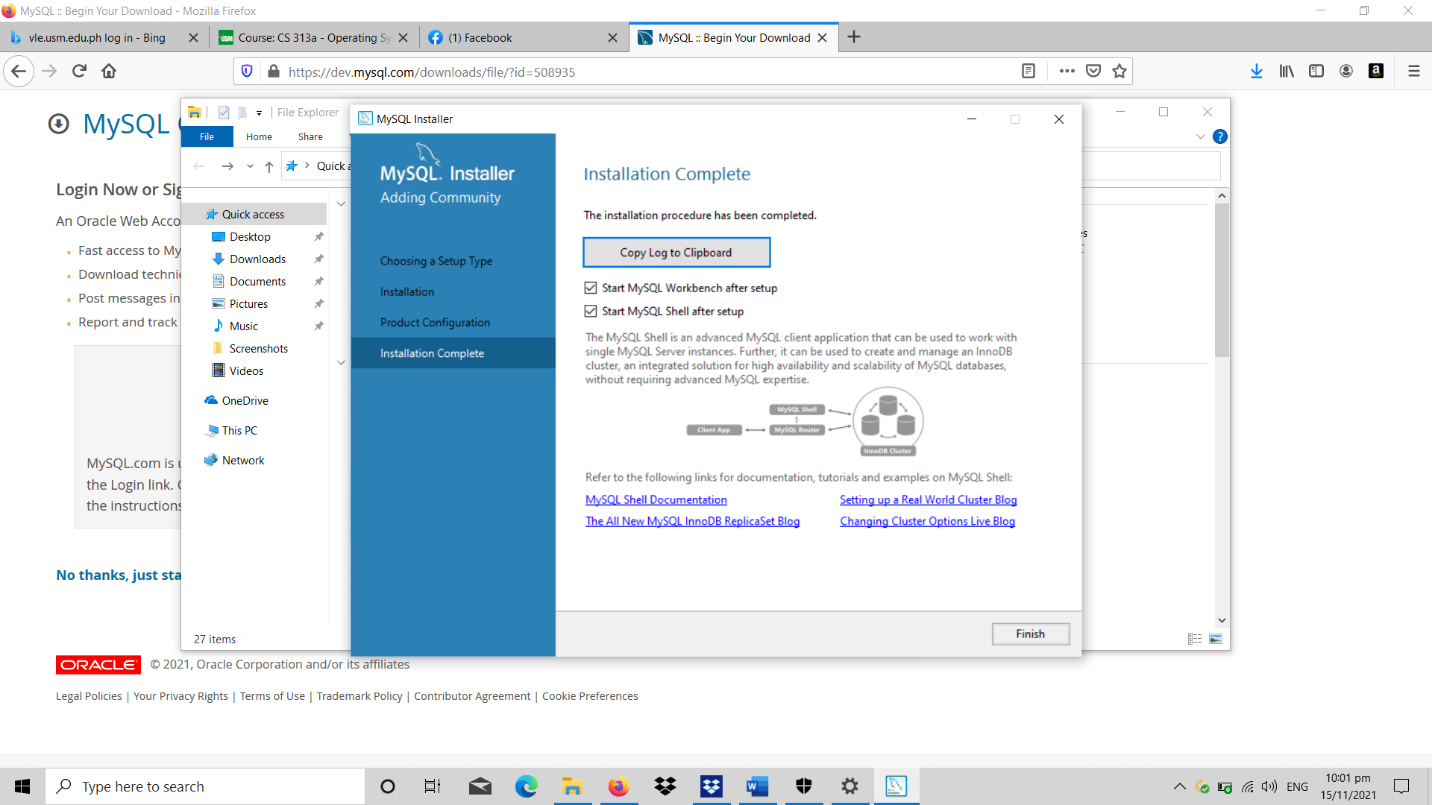 MySQL :: Begin Your Download - Mozilla Firefox
vle.usm.edu.ph log in - Bing
Course: CS 313a - Operating Sy
(1) Facebook
MySQL :: Begin Your Download
https://dev.mysql.com/downloads/file/?id=508935
MySQL
Login Now or Sig
An Oracle Web Acco
Fast access to My
Download techni
Post messages in
Report and track
MySQL.com is u
the Login link.
the instructions
No thanks, just sta
File Explorer
File
Home
Share
Quick a
Quick access
Desktop
Downloads
Documents
Pictures
Music
Screenshots
Videos
OneDrive
This PC
Network
27 items
MySQL Installer
MySQL. Installer
Adding Community
Choosing a Setup Type
Installation
Product Configuration
Installation Complete
Installation Complete
The installation procedure has been completed.
Copy Log to Clipboard
Start MySQL Workbench after setup
Start MySQL Shell after setup
The MySQL Shell is an advanced MySQL client application that can be used to work with
single MySQL Server instances. Further, it can be used to create and manage an InnoDB
cluster, an integrated solution for high availability and scalability of MySQL databases,
without requiring advanced MySQL expertise.
MySQL Shell
Client App
MySQL Router
InnoDB Cluster
Refer to the following links for documentation, tutorials and examples on MySQL Shell:
MySQL Shell Documentation
Setting up a Real World Cluster Blog
The All New MySQL InnoDB ReplicaSet Blog
Changing Cluster Options Live Blog
Finish
ORACLE © 2021, Oracle Corporation and/or its affiliates
Legal Policies | Your Privacy Rights | Terms of Use | Trademark Policy | Contributor Agreement | Cookie Preferences
Type here to search
ENG
10:01 pm
15/11/2021